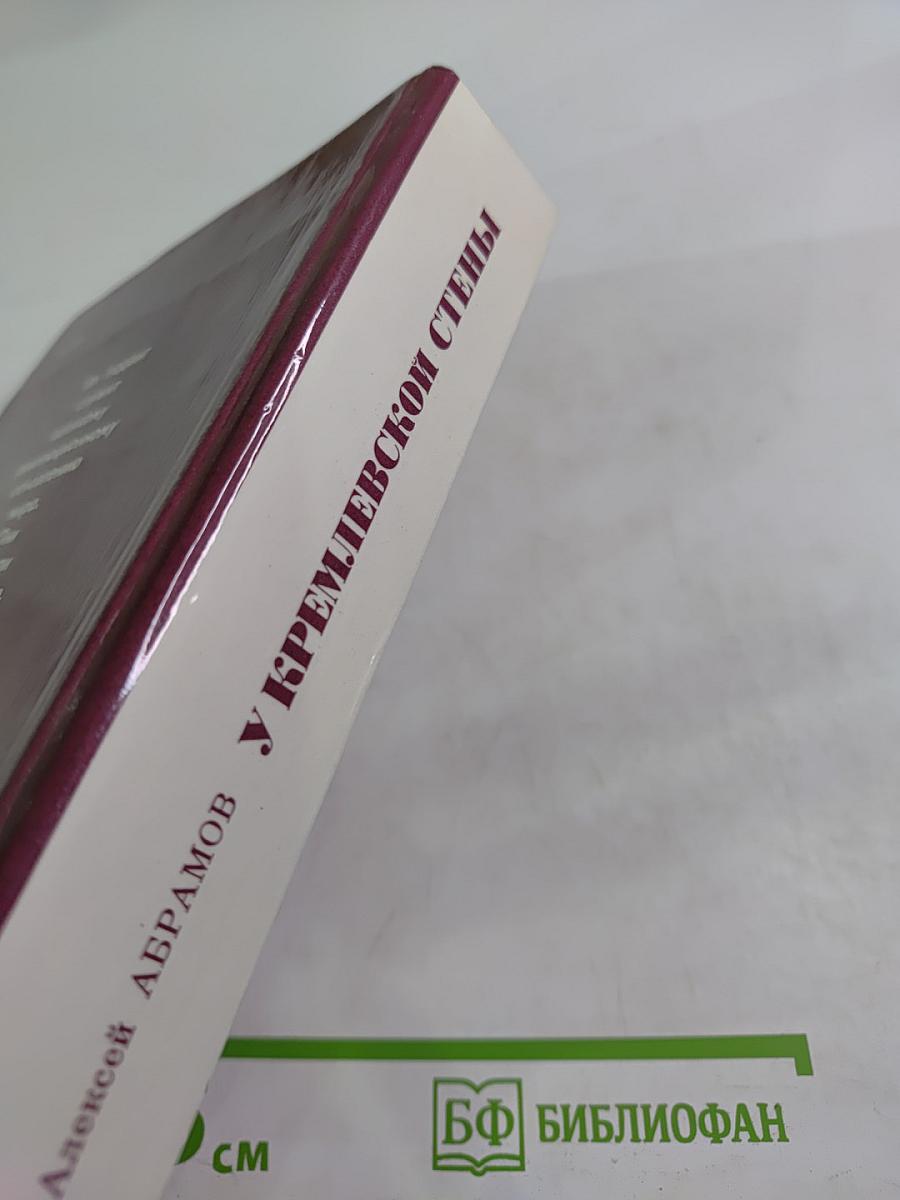 Алексей АБРАМОВ У КРЕМЛЕВСКОЙ СТЕНЫ
см
БФ БИБЛИОФАН